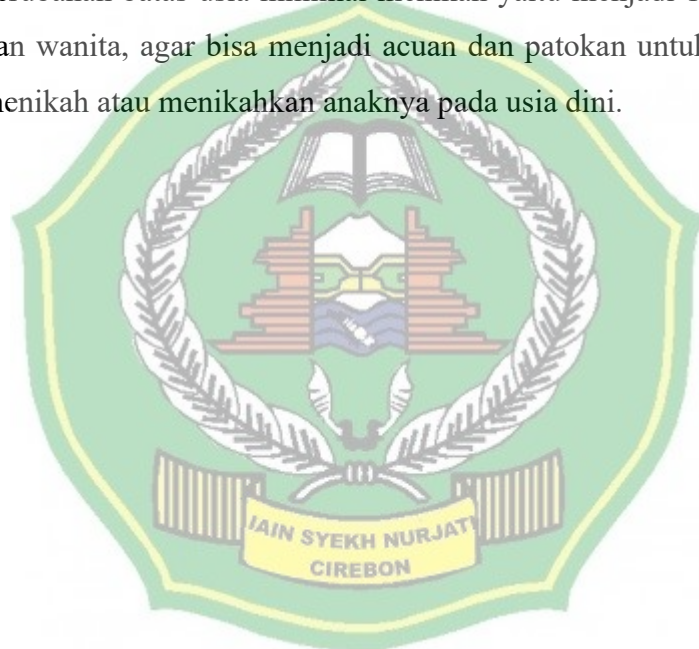 an wanita, agar bisa menjadi acuan dan patokan untuk
menikah atau menikahkan anaknya pada usia dini.
IAIN SYEKH NURJATI
CIREBON